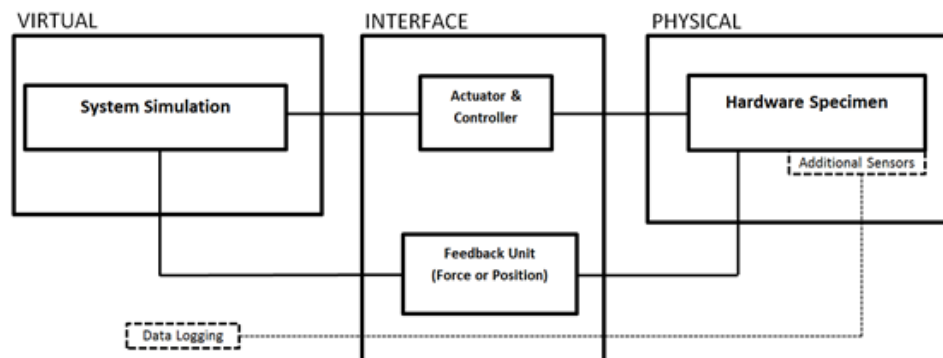 VIRTUAL
INTERFACE
PHYSICAL
System Simulation
Actuator &
Controller
Hardware Specimen
Additional Sensors
Feedback Unit
(Force or Position)
Data Logging